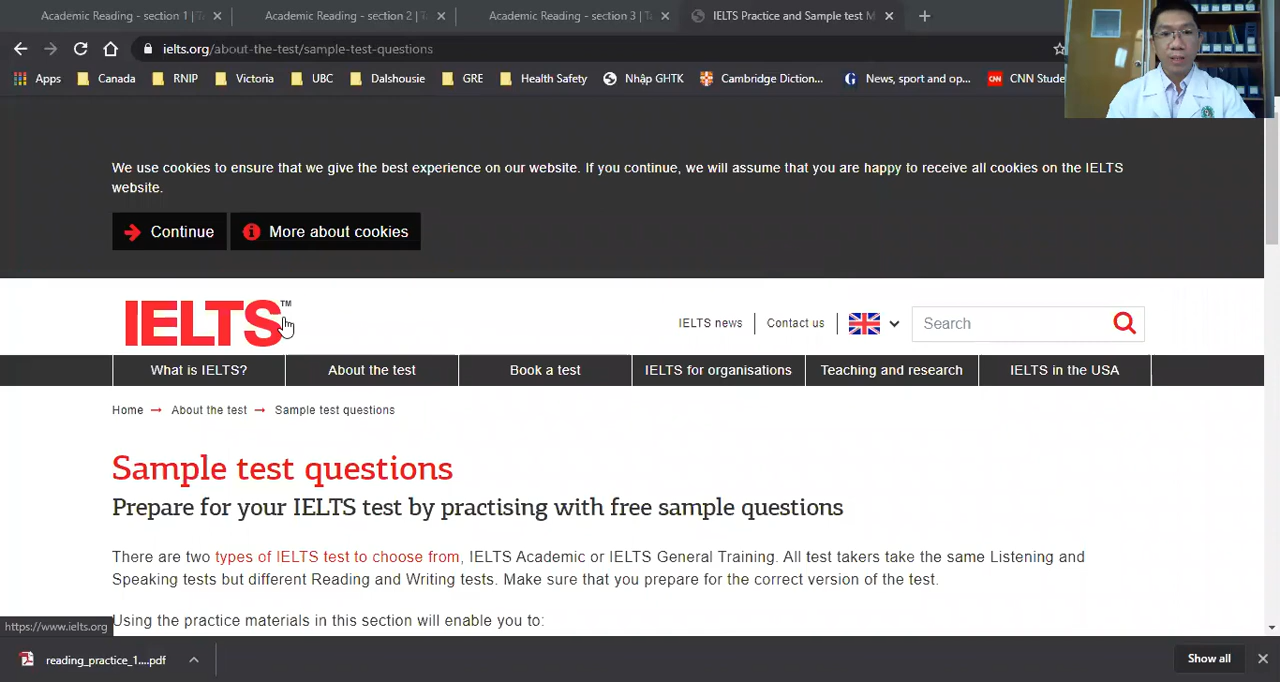 Academic Reading - section 1 | T
Academic Reading - section 2 | T
Academic Reading - section 3 | T
IELTS Practice and Sample test M
ielts.org/about-the-test/sample-test-questions
Apps
Canada
RNIP
Victoria
UBC
Dalshousie
GRE
Health Safety
Nhập GHTK
Cambridge Diction...
G
News, sport and op...
CNN
CNN Stude
We use cookies to ensure that we give the best experience on our website. If you continue, we will assume that you are happy to receive all cookies on the IELTS
website.
Continue
More about cookies
IELTS™
IELTS news
Contact us
Search
What is IELTS?
About the test
Book a test
IELTS for organisations
Teaching and research
IELTS in the USA
Home → About the test → Sample test questions
Sample test questions
Prepare for your IELTS test by practising with free sample questions
There are two types of IELTS test to choose from, IELTS Academic or IELTS General Training. All test takers take the same Listening and
Speaking tests but different Reading and Writing tests. Make sure that you prepare for the correct version of the test.
Using the practice materials in this section will enable you to:
https://www.ielts.org
reading_practice_1....pdf
Show all